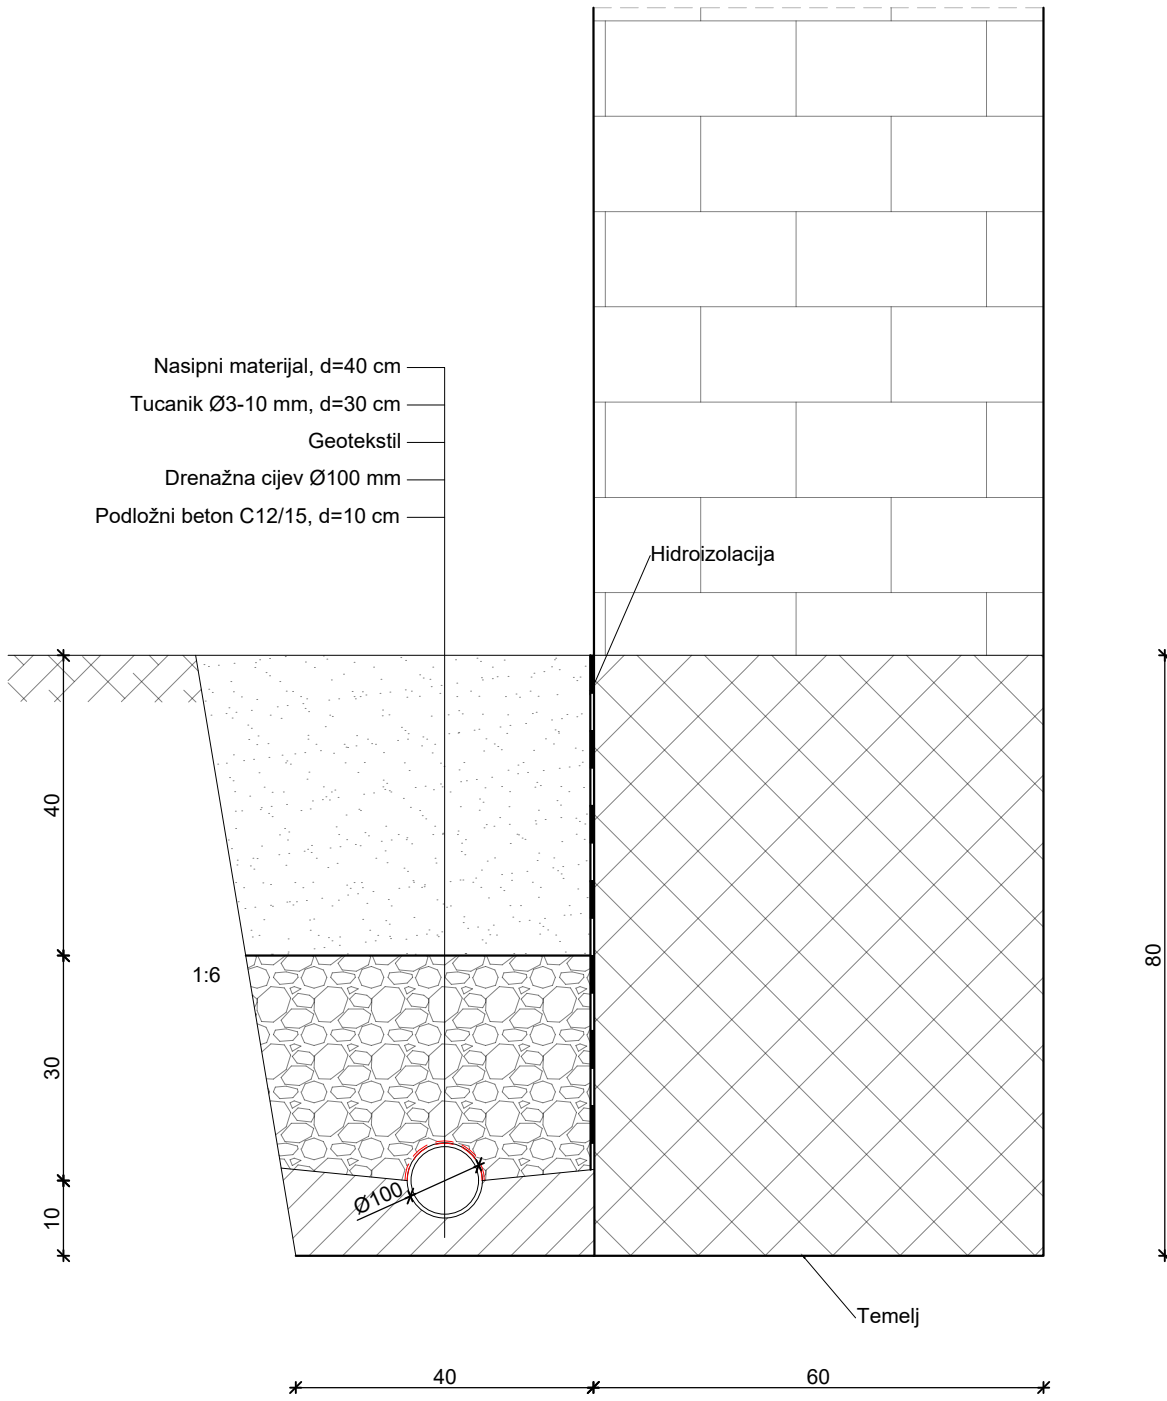 Nasipni materijal, d=40 cm
Tucanik Ø3-10 mm, d=30 cm
Geotekstil
Drenažna cijev Ø100 mm
Podložni beton C12/15, d=10 cm
Hidroizolacija
40
80
1:6
30
Ø100
10
Temelj
40
60